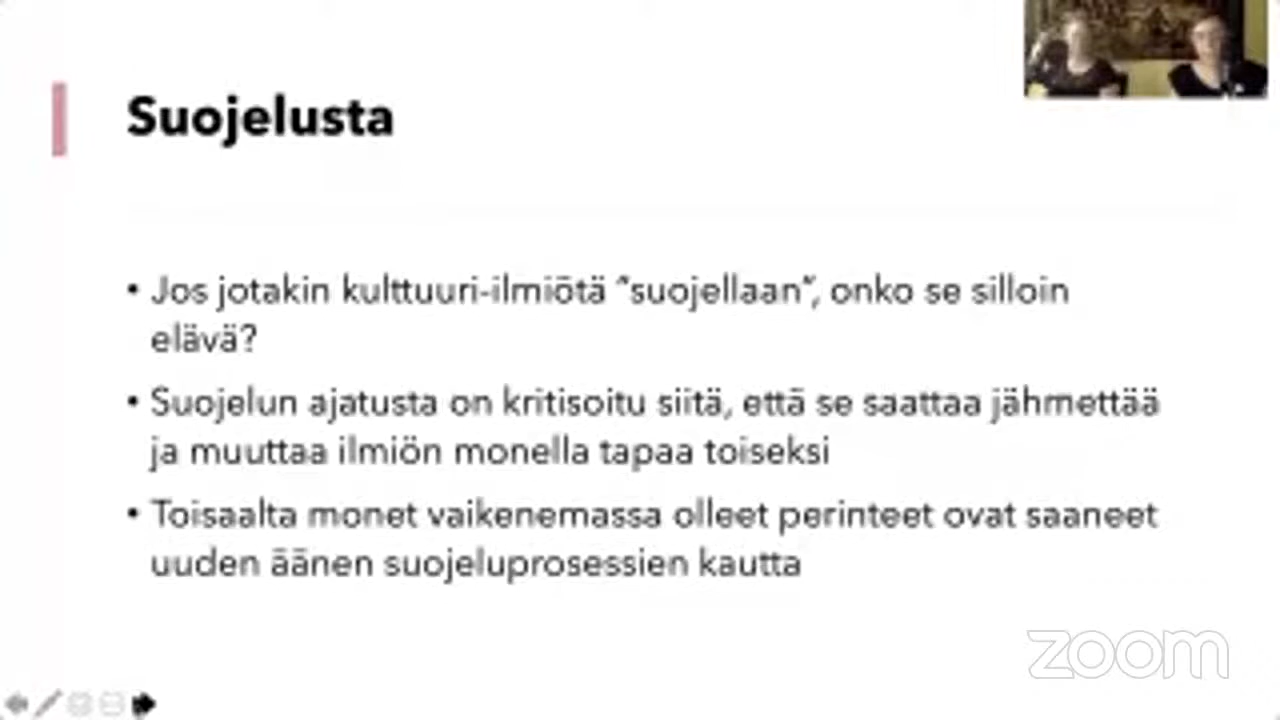 Suojelusta
• Jos jotakin kulttuuri-ilmiötä ”suojellaan”, onko se silloin
elävä?
• Suojelun ajatusta on kritisoitu siitä, että se saattaa jähmettää
ja muuttaa ilmiön monella tapaa toiseksi
• Toisaalta monet vaikenemassa olleet perinteet ovat saaneet
uuden äänen suojeluprosessien kautta
zoom